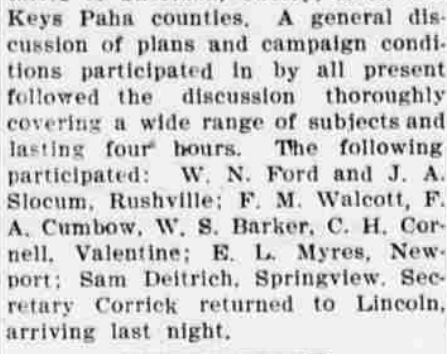 Keys Paha counties. A general dis-
cussion of plans and campaign condi-
tions participated in by all present
followed the discussion thoroughly
covering a wide range of subjects and
lasting four hours. The following
participated: W. N. Ford and J. A.
Slocum, Rushville; F. M. Walcott, F.
A. Cumbow, W. S. Barker, C. H. Cor-
nell, Valentine; E. L. Myres, New-
port; Sam Deitrich, Springview. Sec-
retary Corrick returned to Lincoln,
arriving last night.